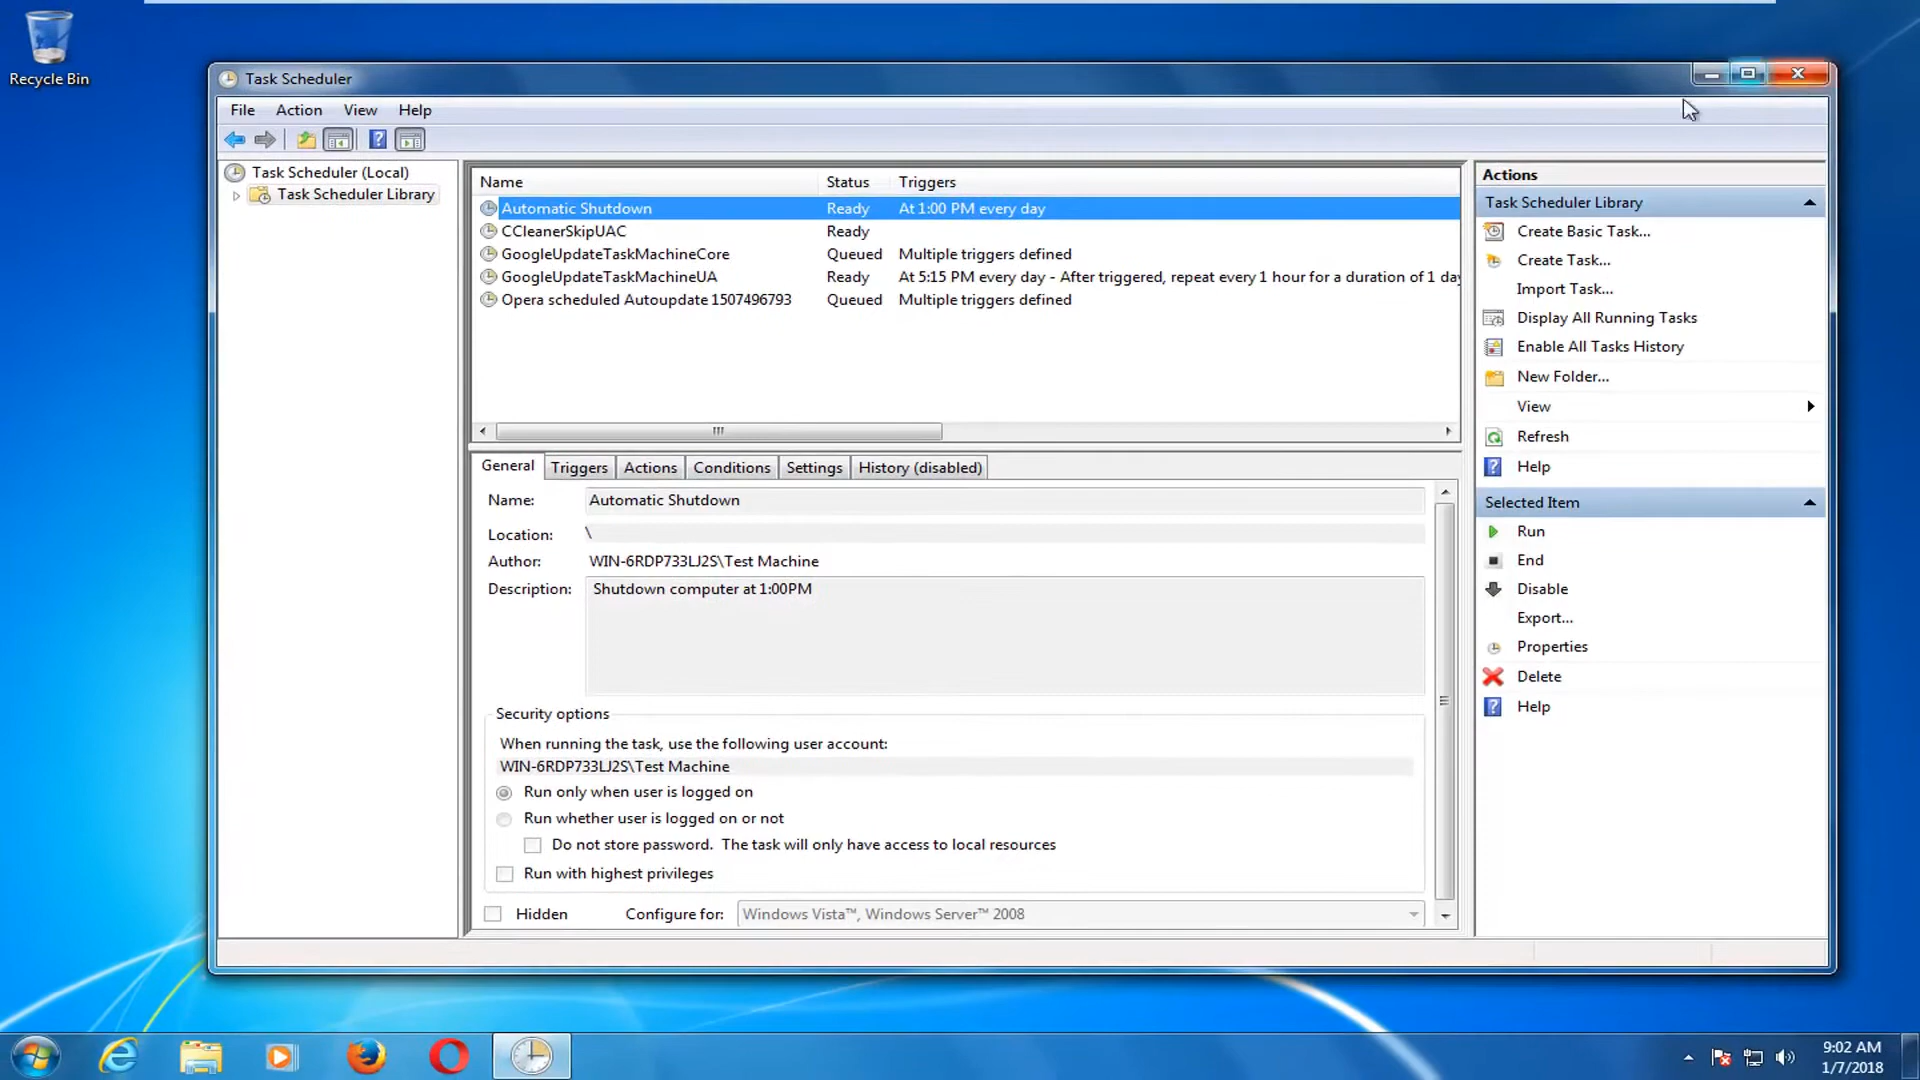 Recycle Bin
Task Scheduler
File Action View Help
Task Scheduler (Local)
Task Scheduler Library
Name Status Triggers
Automatic Shutdown Ready At 1:00 PM every day
CCleanerSkipUAC Ready
GoogleUpdateTaskMachineCore Queued Multiple triggers defined
GoogleUpdateTaskMachineUA Ready At 5:15 PM every day - After triggered, repeat every 1 hour for a duration of 1 day
Opera scheduled Autoupdate 1507496793 Queued Multiple triggers defined
General Triggers Actions Conditions Settings History (disabled)
Name: Automatic Shutdown
Location: \
Author: WIN-6RDP733LJ2S\Test Machine
Description: Shutdown computer at 1:00PM
Security options
When running the task, use the following user account:
WIN-6RDP733LJ2S\Test Machine
Run only when user is logged on
Run whether user is logged on or not
Do not store password. The task will only have access to local resources
Run with highest privileges
Hidden Configure for: Windows Vista™, Windows Server™ 2008
Actions
Task Scheduler Library
Create Basic Task...
Create Task...
Import Task...
Display All Running Tasks
Enable All Tasks History
New Folder...
View
Refresh
Help
Selected Item
Run
End
Disable
Export...
Properties
Delete
Help
9:02 AM
1/7/2018